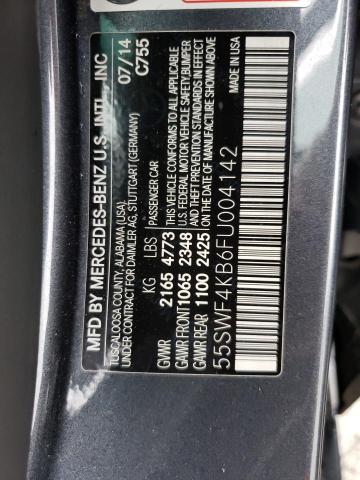 MFD BY MERCEDES-BENZ U.S. INTL., INC
TUSCALOOSA COUNTY, ALABAMA (USA),
UNDER CONTRACT FOR DAIMLER AG, STUTTGART (GERMANY)
07/14
C755
KG LBS
GVWR 2165 4773
GAWR FRONT 1065 2348
GAWR REAR 1100 2425
PASSENGER CAR
THIS VEHICLE CONFORMS TO ALL APPLICABLE
U.S. FEDERAL MOTOR VEHICLE SAFETY, BUMPER
AND THEFT PREVENTION STANDARDS IN EFFECT
ON THE DATE OF MANUFACTURE SHOWN ABOVE
55SWF4KB6FU004142
USA